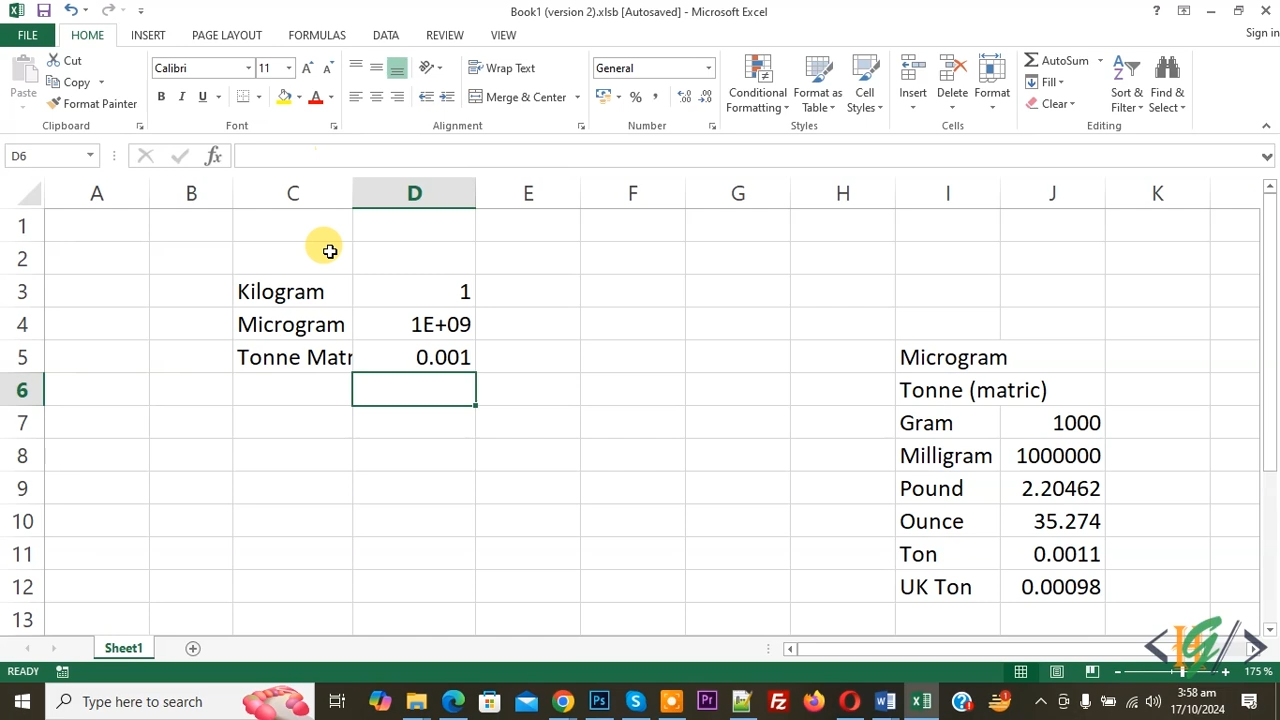 Book1 (version 2).xlsb [Autosaved] - Microsoft Excel
?
FILE HOME INSERT PAGE LAYOUT FORMULAS DATA REVIEW VIEW Sign in
Paste
Cut
Copy
Format Painter
Clipboard
Calibri 11
B I U
A
Font
Wrap Text
Merge & Center
Alignment
General
%
Number
Conditional Formatting
Format as Table
Cell Styles
Styles
Insert
Delete
Format
Cells
AutoSum
Fill
Clear
Sort & Filter
Find & Select
Editing
D6 fx
A B C D E F G H I J K
1
2
3 Kilogram 1
4 Microgram 1E+09
5 Tonne Matr 0.001 Microgram
6 Tonne (matric)
7 Gram 1000
8 Milligram 1000000
9 Pound 2.20462
10 Ounce 35.274
11 Ton 0.0011
12 UK Ton 0.00098
13
Sheet1
READY 175 %
Type here to search
3:58 am
17/10/2024